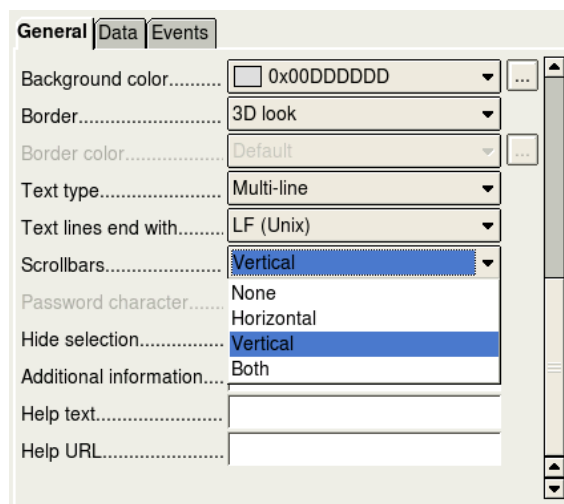 General Data Events
Background color.......... 0x00DDDDDD ...
Border....................... 3D look
Border color................. Default ...
Text type.................... Multi-line
Text lines end with........ LF (Unix)
Scrollbars..................... Vertical
Password character.......
None
Horizontal
Hide selection............... Vertical
Additional information.... Both
Help text.......................
Help URL......................